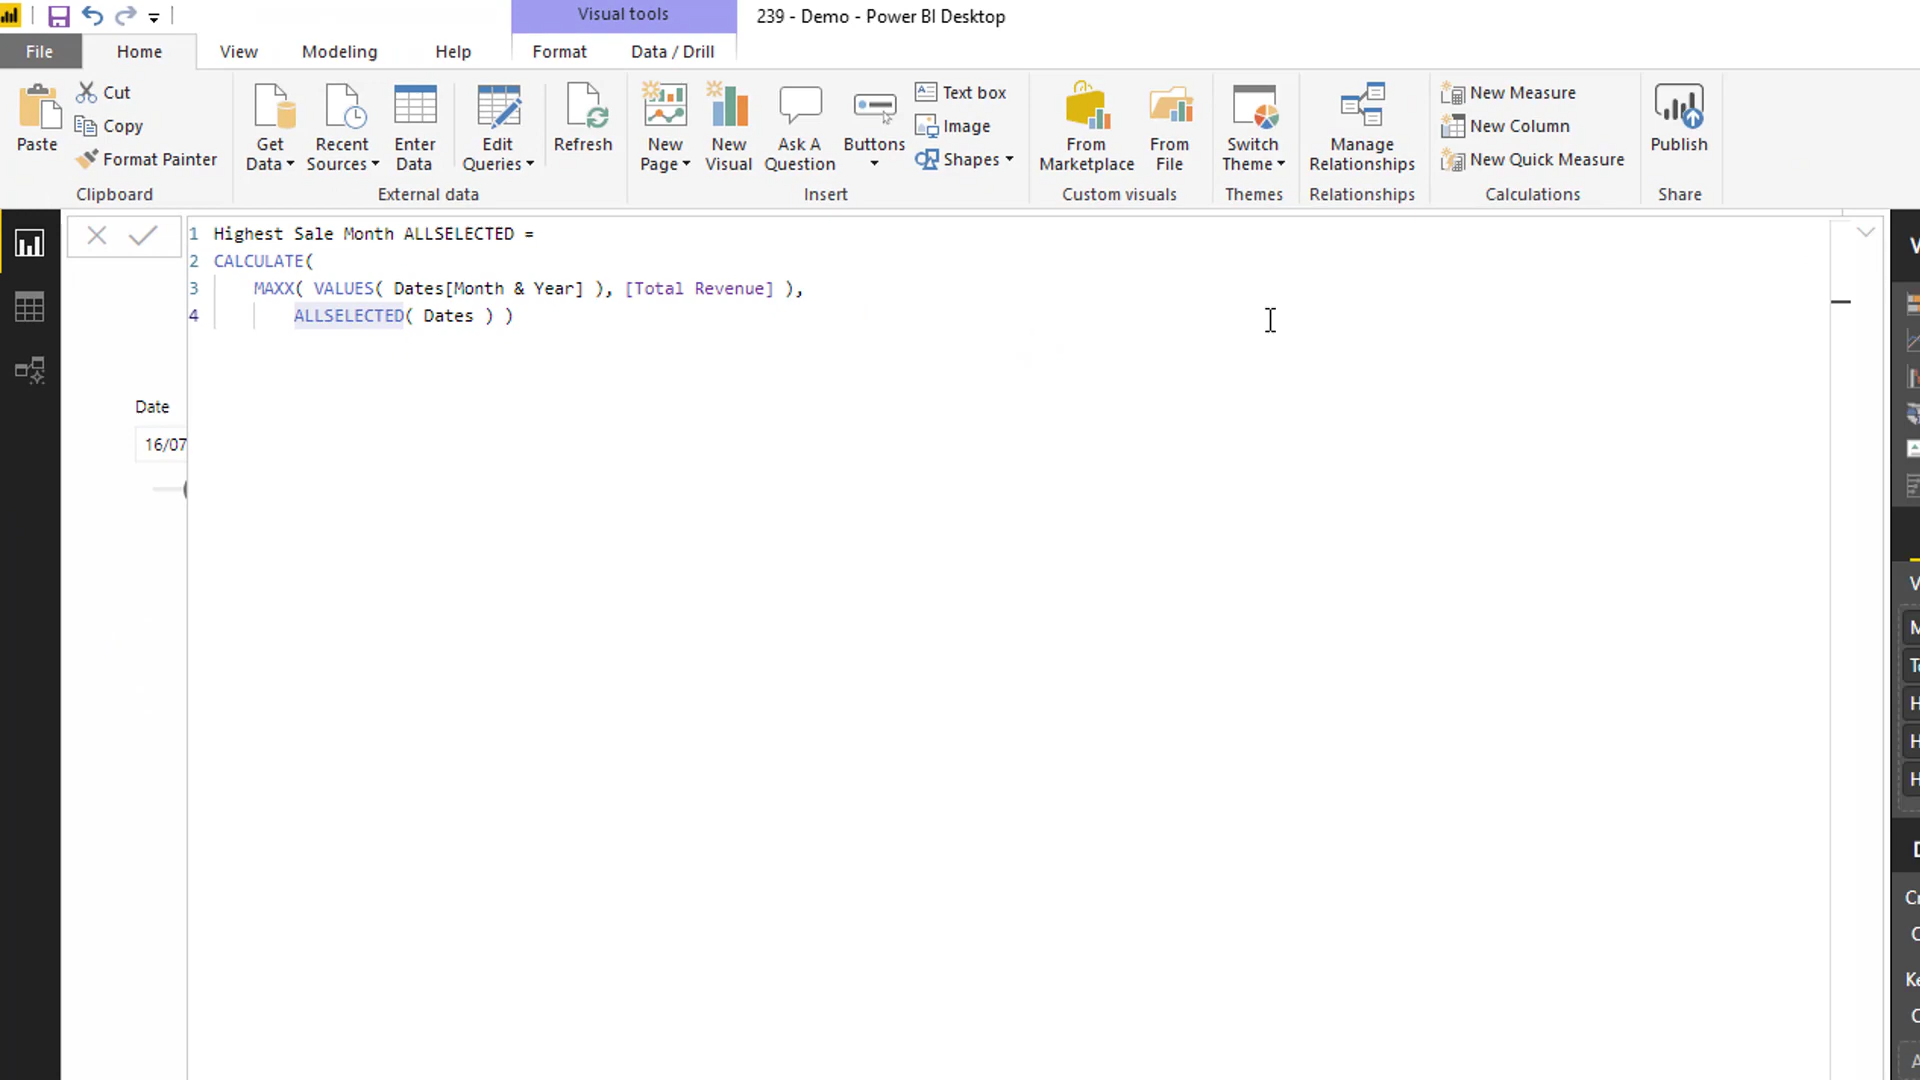 Visual tools
239 - Demo - Power BI Desktop
File
Home
View
Modeling
Help
Format
Data / Drill
Paste
Cut
Copy
Format Painter
Clipboard
Get Data
Recent Sources
Enter Data
Edit Queries
Refresh
External data
New Page
New Visual
Ask A Question
Buttons
Text box
Image
Shapes
Insert
From Marketplace
From File
Custom visuals
Switch Theme
Themes
Manage Relationships
Relationships
New Measure
New Column
New Quick Measure
Calculations
Publish
Share
1 Highest Sale Month ALLSELECTED =
2 CALCULATE(
3 MAXX( VALUES( Dates[Month & Year] ), [Total Revenue] ),
4 ALLSELECTED( Dates ) )
Date
16/07